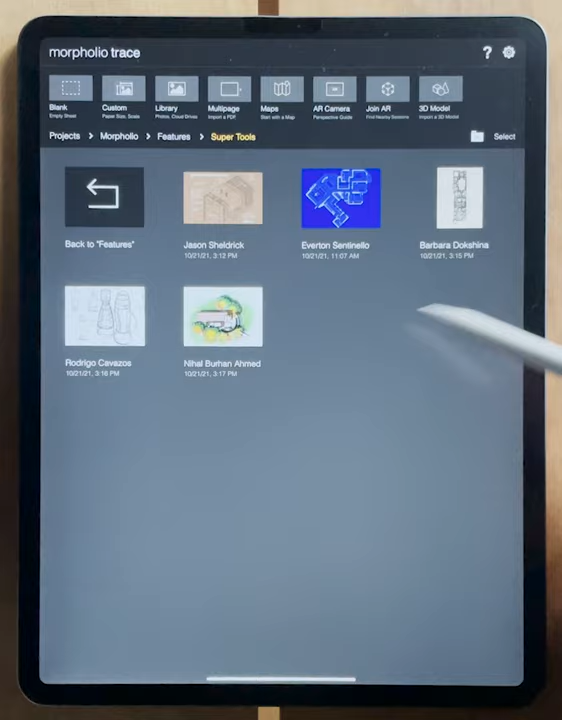 morpholio trace
?
Blank
Empty Sheet
Custom
Paper Size, Scale
Library
Photos, Cloud Drives
Multipage
Import a PDF
Maps
Start with a Map
AR Camera
Perspective Guide
Join AR
Find Nearby Sessions
3D Model
Import a 3D Model
Projects > Morpholio > Features > Super Tools
Select
Back to "Features"
Jason Sheldrick
10/21/21, 3:12 PM
Everton Sentinello
10/21/21, 11:07 AM
Barbara Dokshina
10/21/21, 3:15 PM
Rodrigo Cavazos
10/21/21, 3:16 PM
Nihal Burhan Ahmed
10/21/21, 3:17 PM